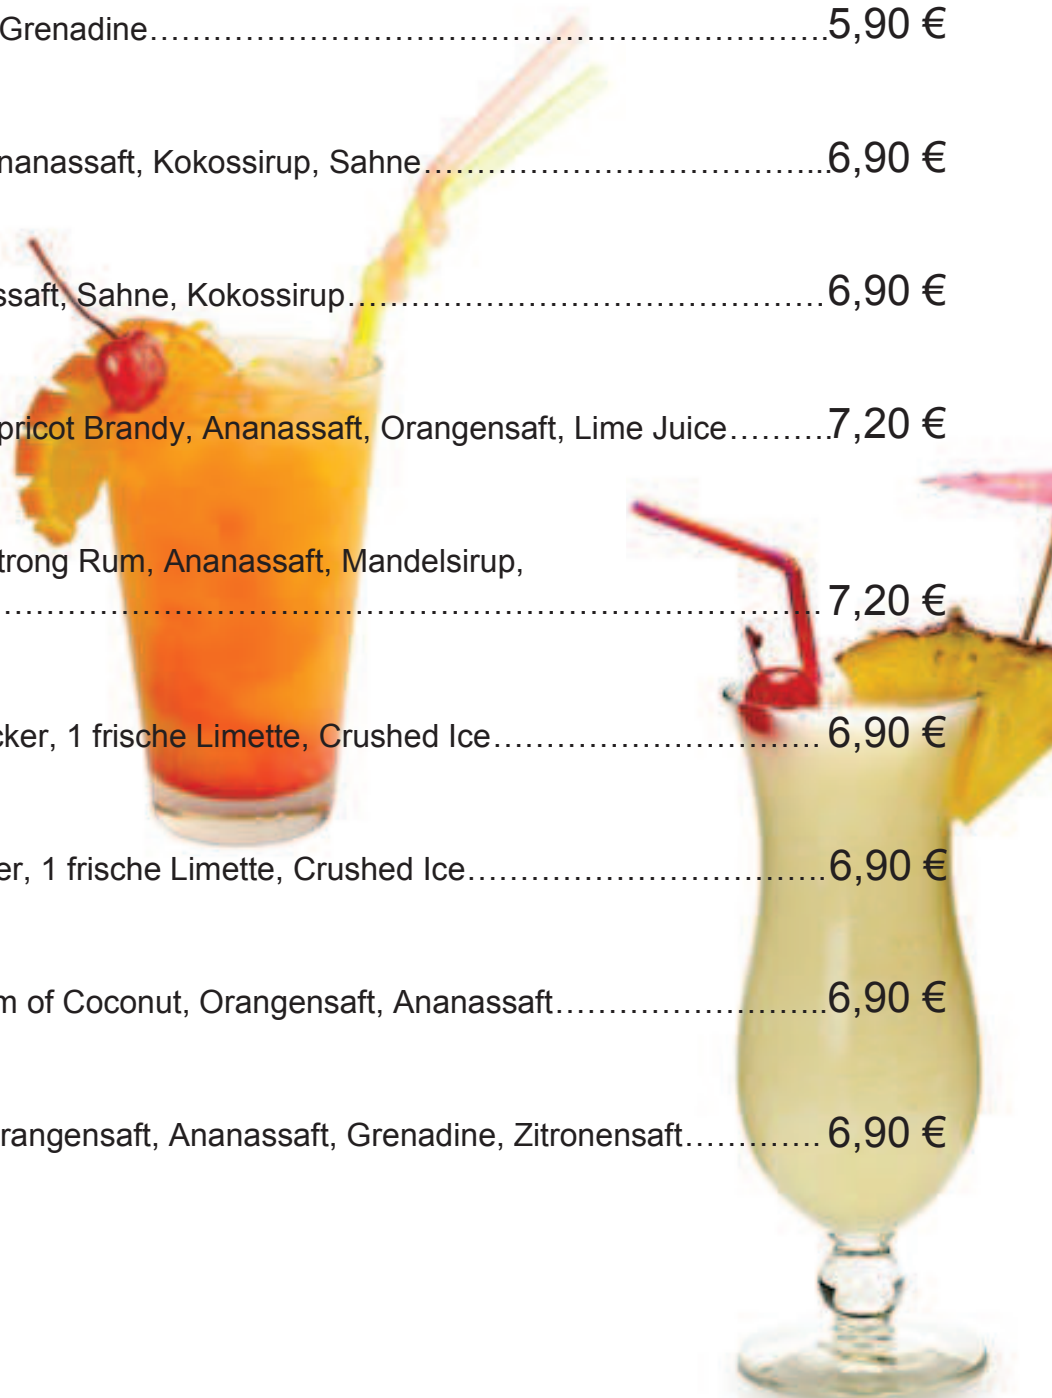 Grenadine……………………………………………………………….5,90 €
nanassaft, Kokossirup, Sahne…………………………………...6,90 €
ssaft, Sahne, Kokossirup……………………………………………6,90 €
pricot Brandy, Ananassaft, Orangensaft, Lime Juice……….7,20 €
trong Rum, Ananassaft, Mandelsirup,
…………………………………………………………………………….7,20 €
cker, 1 frische Limette, Crushed Ice…………………………….6,90 €
er, 1 frische Limette, Crushed Ice……………………………….6,90 €
m of Coconut, Orangensaft, Ananassaft………………………..6,90 €
rangensaft, Ananassaft, Grenadine, Zitronensaft………….6,90 €